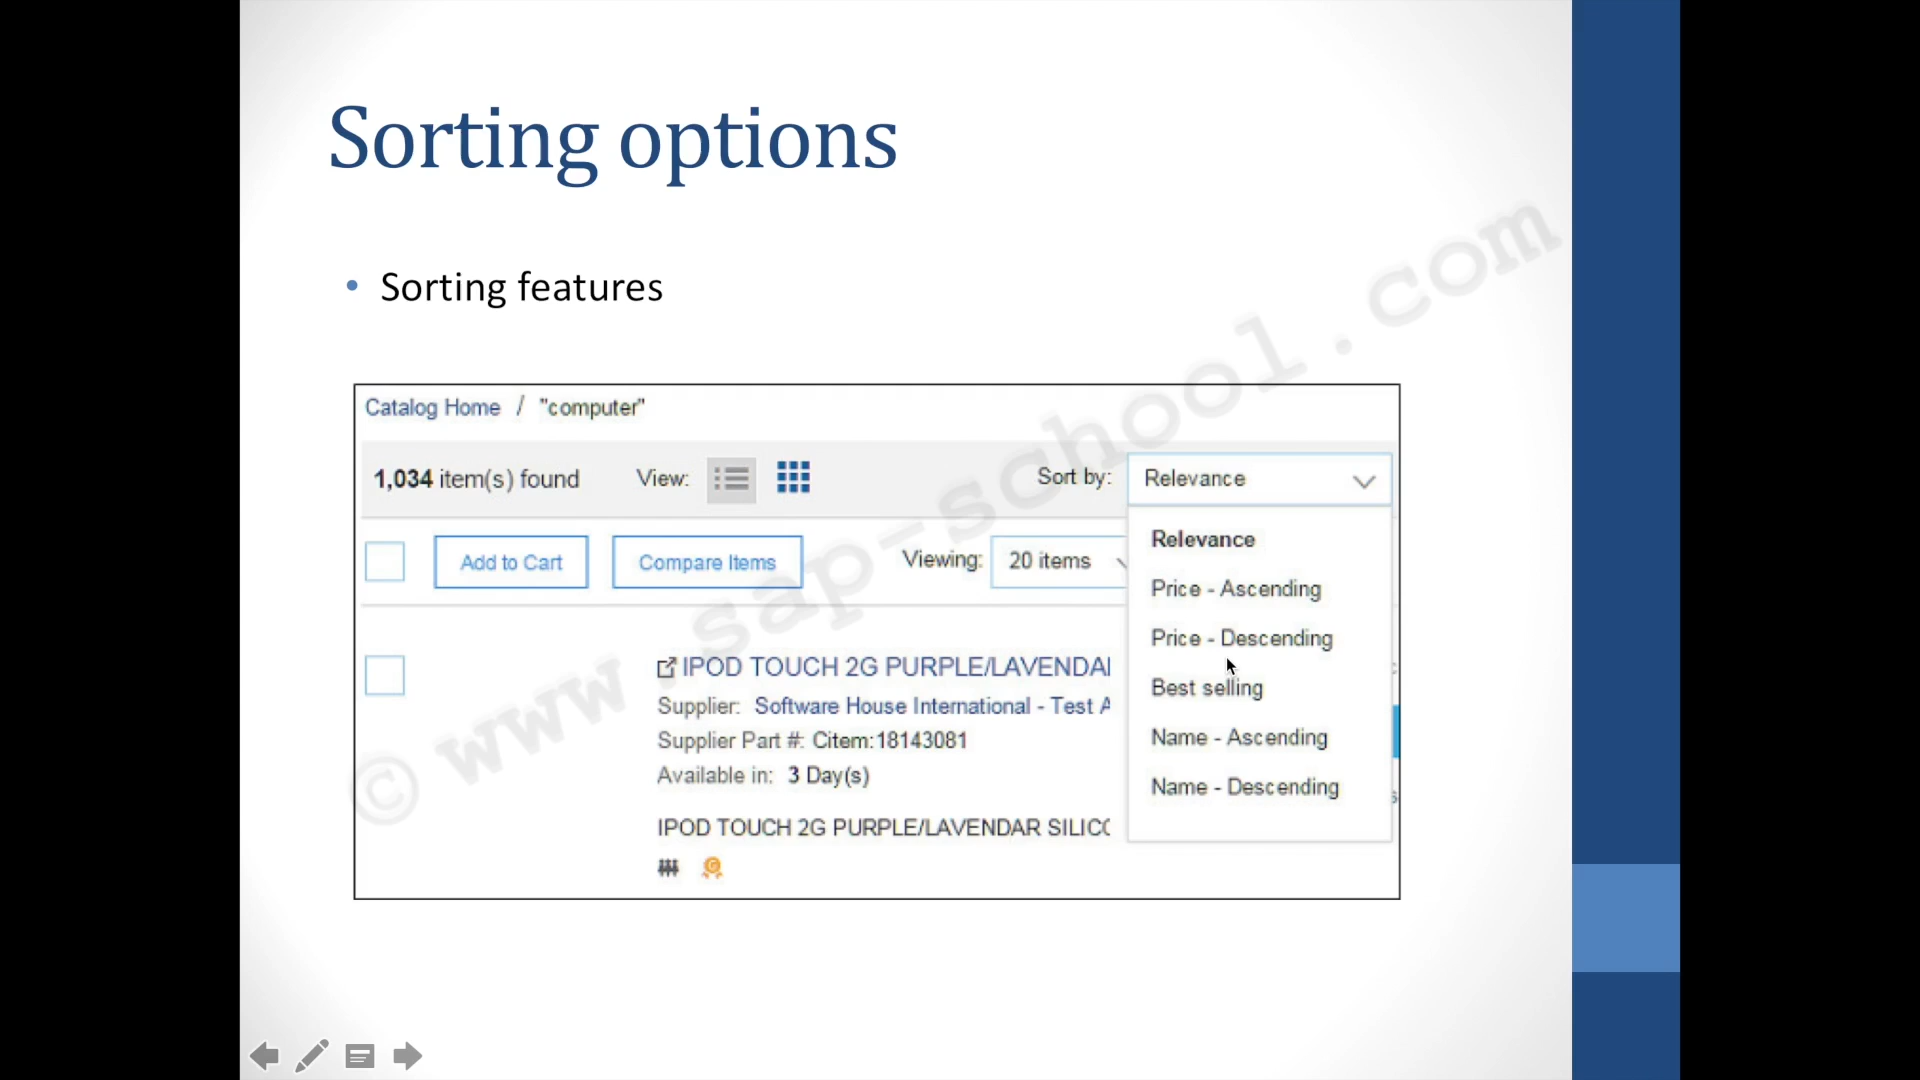 Sorting options
• Sorting features
Catalog Home / "computer"
1,034 item(s) found View: Sort by: Relevance
Add to Cart Compare Items Viewing: 20 items
Relevance
Price - Ascending
Price - Descending
Best selling
Name - Ascending
Name - Descending
IPOD TOUCH 2G PURPLE/LAVENDAR
Supplier: Software House International - Test A
Supplier Part #: Citem:18143081
Available in: 3 Day(s)
IPOD TOUCH 2G PURPLE/LAVENDAR SILICO
© www.sap-school.com